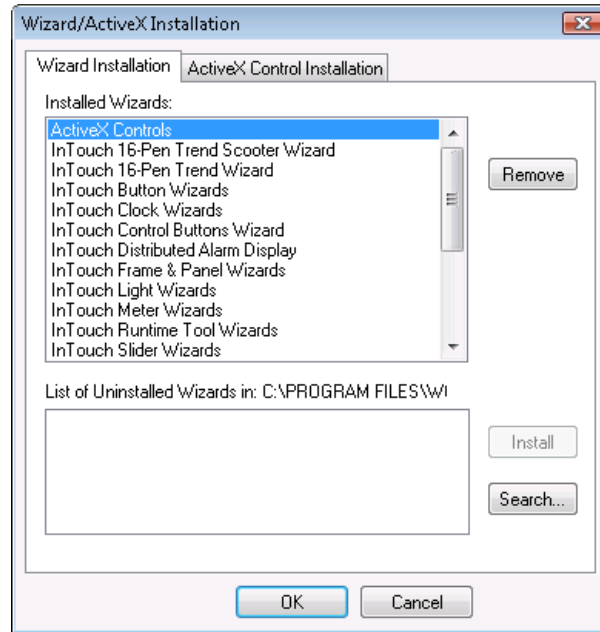 Wizard/ActiveX Installation
Wizard Installation
ActiveX Control Installation
Installed Wizards:
ActiveX Controls
InTouch 16-Pen Trend Scooter Wizard
InTouch 16-Pen Trend Wizard
InTouch Button Wizards
InTouch Clock Wizards
InTouch Control Buttons Wizard
InTouch Distributed Alarm Display
InTouch Frame & Panel Wizards
InTouch Light Wizards
InTouch Meter Wizards
InTouch Runtime Tool Wizards
InTouch Slider Wizards
Remove
List of Uninstalled Wizards in: C:\PROGRAM FILES\
Install
Search...
OK
Cancel